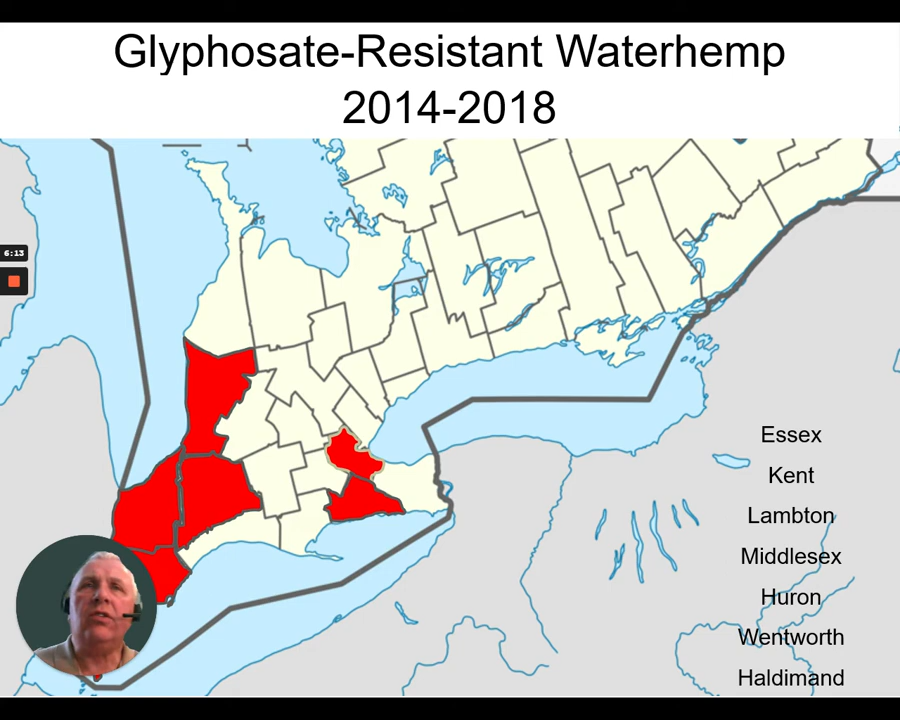 Glyphosate-Resistant Waterhemp
2014-2018
6:13
Essex
Kent
Lambton
Middlesex
Huron
Wentworth
Haldimand